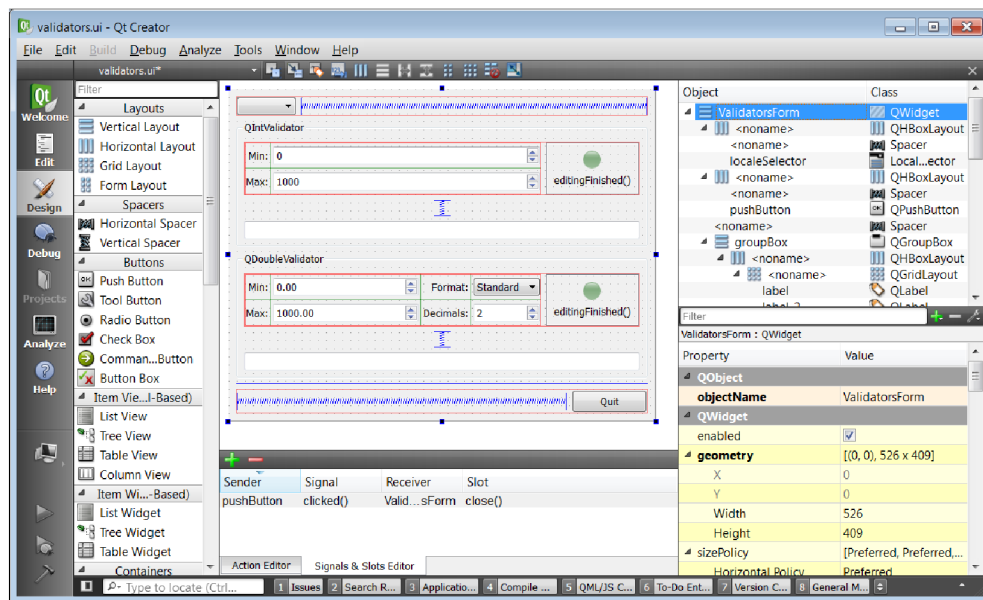 validators.ui - Qt Creator
File Edit Build Debug Analyze Tools Window Help
validators.ui*
Welcome
Edit
Design
Debug
Projects
Analyze
Help
Filter
Layouts
Vertical Layout
Horizontal Layout
Grid Layout
Form Layout
Spacers
Horizontal Spacer
Vertical Spacer
Buttons
Push Button
Tool Button
Radio Button
Check Box
Comman...Button
Button Box
Item Vie...l-Based)
List View
Tree View
Table View
Column View
Item Wi...-Based)
List Widget
Tree Widget
Table Widget
Containers
QIntValidator
Min: 0
Max: 1000
editingFinished()
QDoubleValidator
Min: 0.00 Format: Standard
Max: 1000.00 Decimals: 2
editingFinished()
Quit
Sender Signal Receiver Slot
pushButton clicked() Valid...sForm close()
Action Editor Signals & Slots Editor
Object Class
ValidatorsForm QWidget
<noname> QHBoxLayout
<noname> Spacer
localeSelector Local...ector
<noname> QHBoxLayout
<noname> Spacer
pushButton QPushButton
<noname> Spacer
groupBox QGroupBox
<noname> QHBoxLayout
<noname> QGridLayout
label QLabel
label_2 QLabel
Filter
ValidatorsForm : QWidget
Property Value
QObject
objectName ValidatorsForm
QWidget
enabled
geometry [(0, 0), 526 x 409]
X 0
Y 0
Width 526
Height 409
sizePolicy [Preferred, Preferred,...
Horizontal Policy Preferred
Type to locate (Ctrl... 1 Issues 2 Search R... 3 Applicatio... 4 Compile ... 5 QML/JS C... 6 To-Do Ent... 7 Version C... 8 General M...